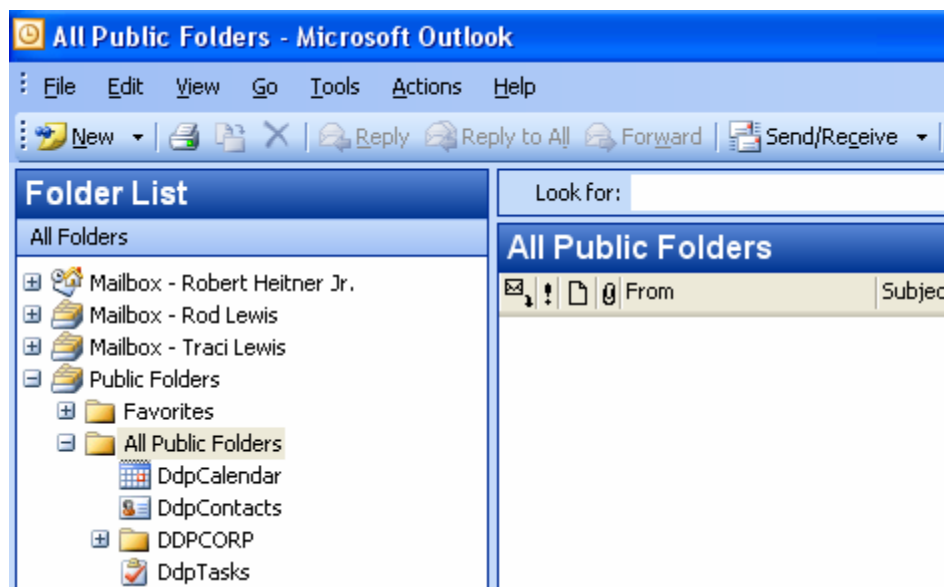 All Public Folders - Microsoft Outlook
File Edit View Go Tools Actions Help
New Reply Reply to All Forward Send/Receive
Folder List
Look for:
All Folders
All Public Folders
From Subjec
Mailbox - Robert Heitner Jr.
Mailbox - Rod Lewis
Mailbox - Traci Lewis
Public Folders
Favorites
All Public Folders
DdpCalendar
DdpContacts
DDPCORP
DdpTasks